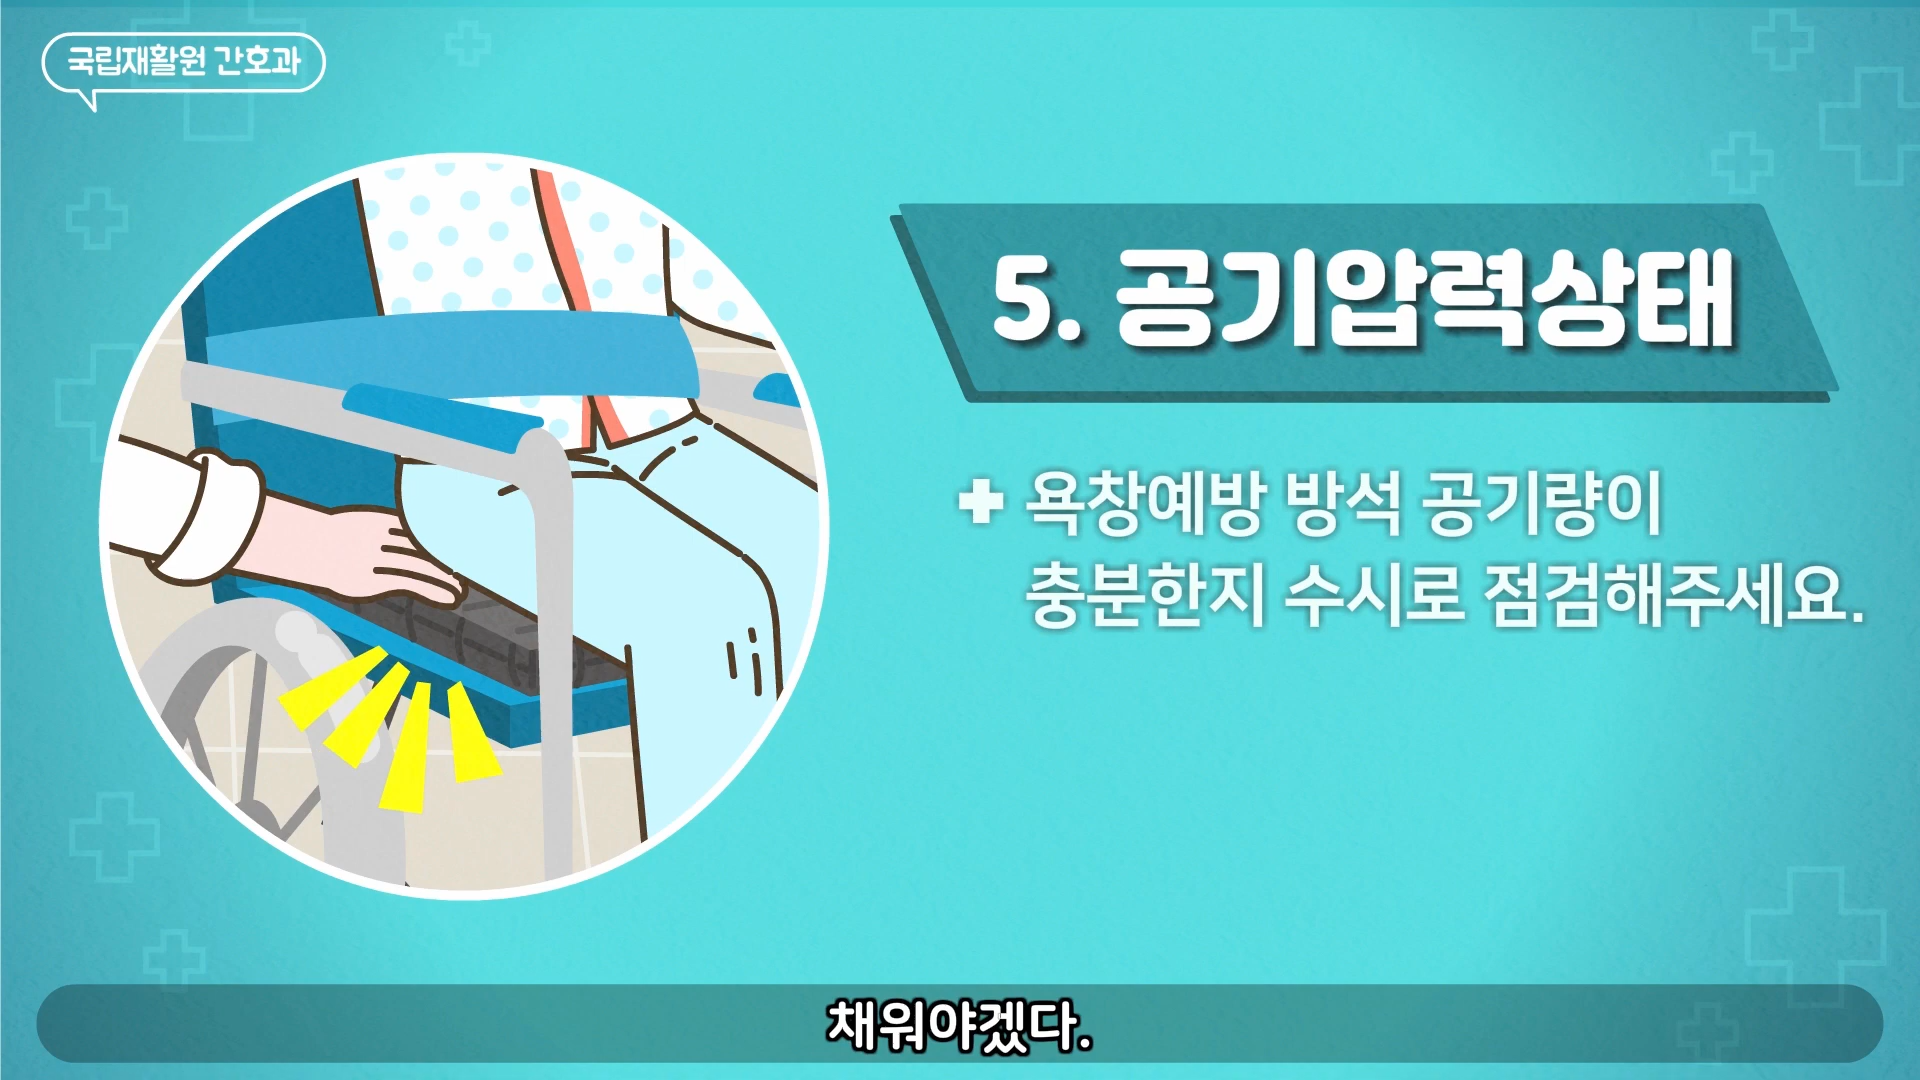 국립재활원 간호과
5. 공기압력상태
욕창예방 방석 공기량이
충분한지 수시로 점검해주세요.
채워야겠다.